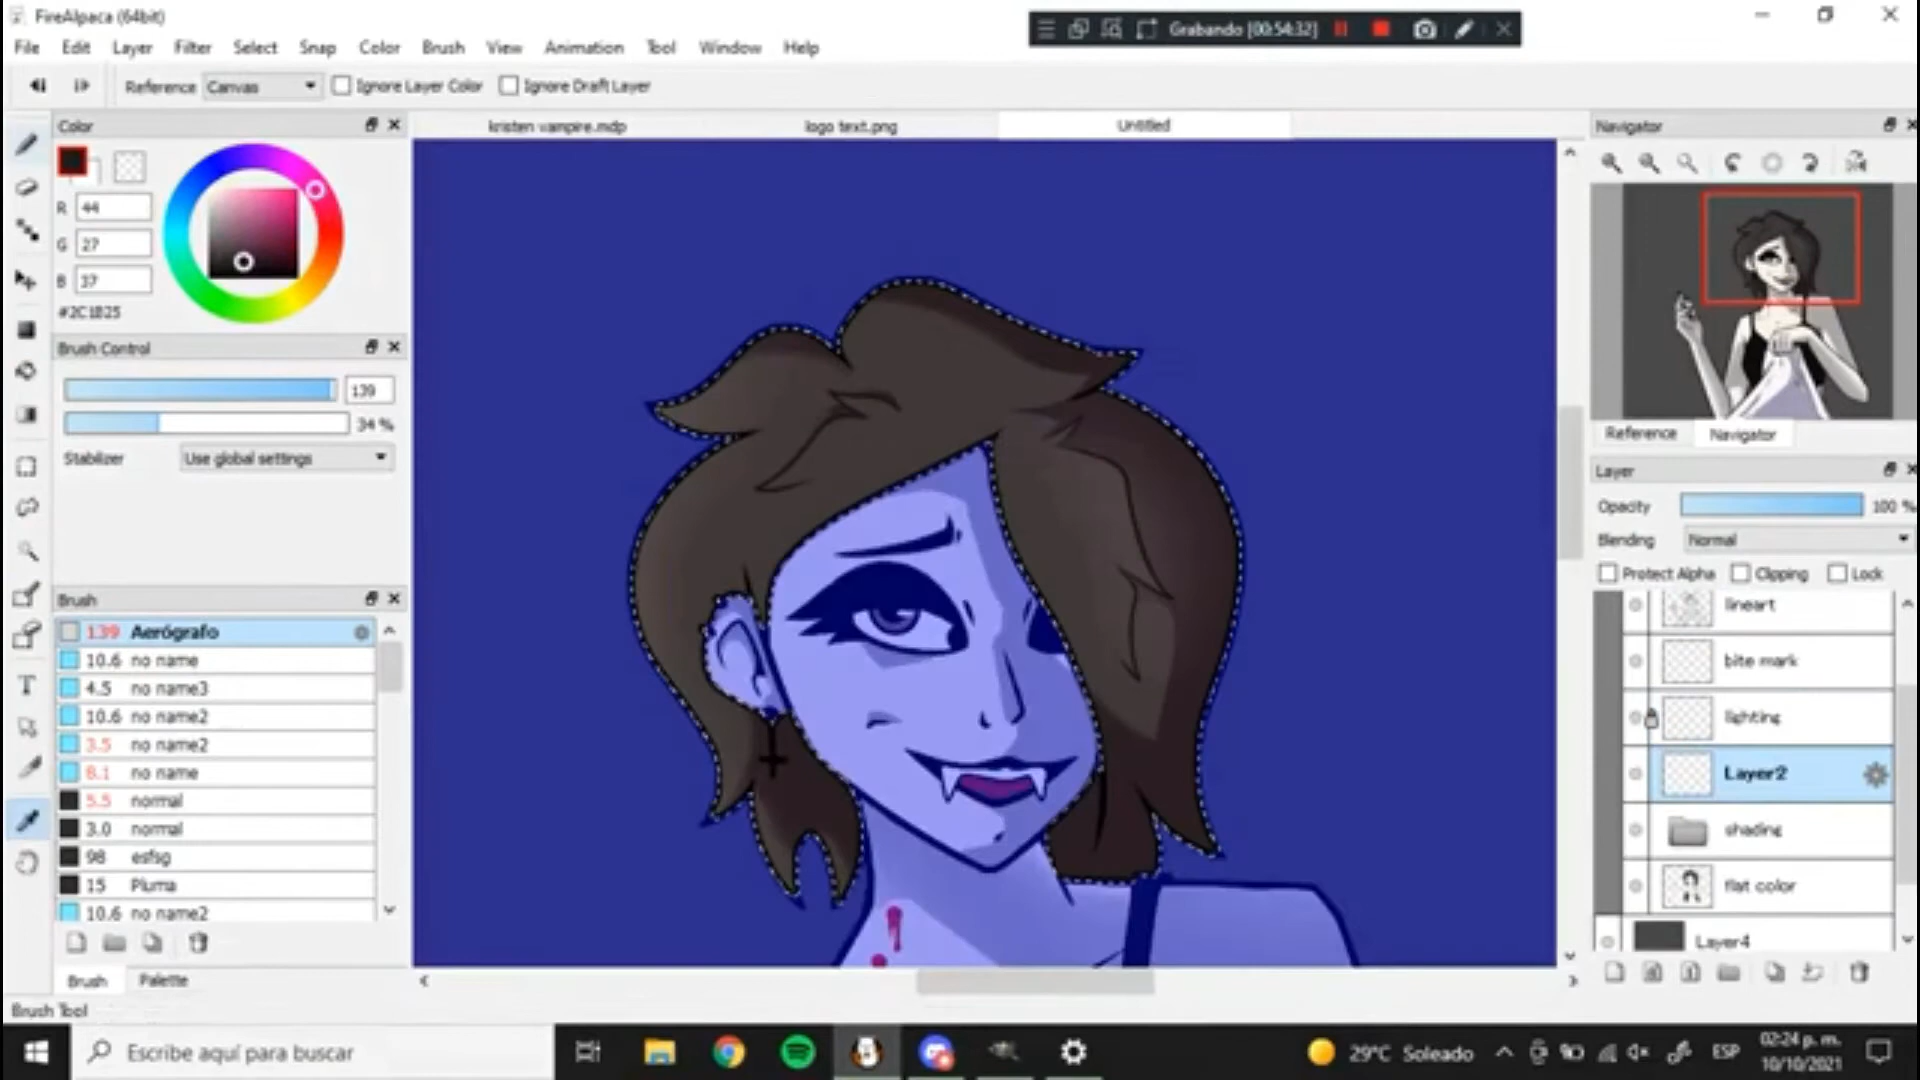 FireAlpaca (64bit)
Grabando [00:54:32]
File Edit Layer Filter Select Snap Color Brush View Animation Tool Window Help
Reference Canvas Ignore Layer Color Ignore Draft Layer
Color
kristen vampire.mdp logo text.png Untitled
Navigator
R 44
G 27
B 37
#2C1B25
Brush Control
139
34 %
Stabilizer Use global settings
Reference Navigator
Layer
Opacity 100 %
Blending Normal
Protect Alpha Clipping Lock
Brush
139 Aerógrafo
10.6 no name
4.5 no name3
10.6 no name2
3.5 no name2
8.1 no name
5.5 normal
3.0 normal
98 esfsg
15 Pluma
10.6 no name2
lineart
bite mark
lighting
Layer2
shading
flat color
Layer4
Brush Palette
Brush Tool
Escribe aquí para buscar
29°C Soleado
ESP
02:24 p. m.
10/10/2021